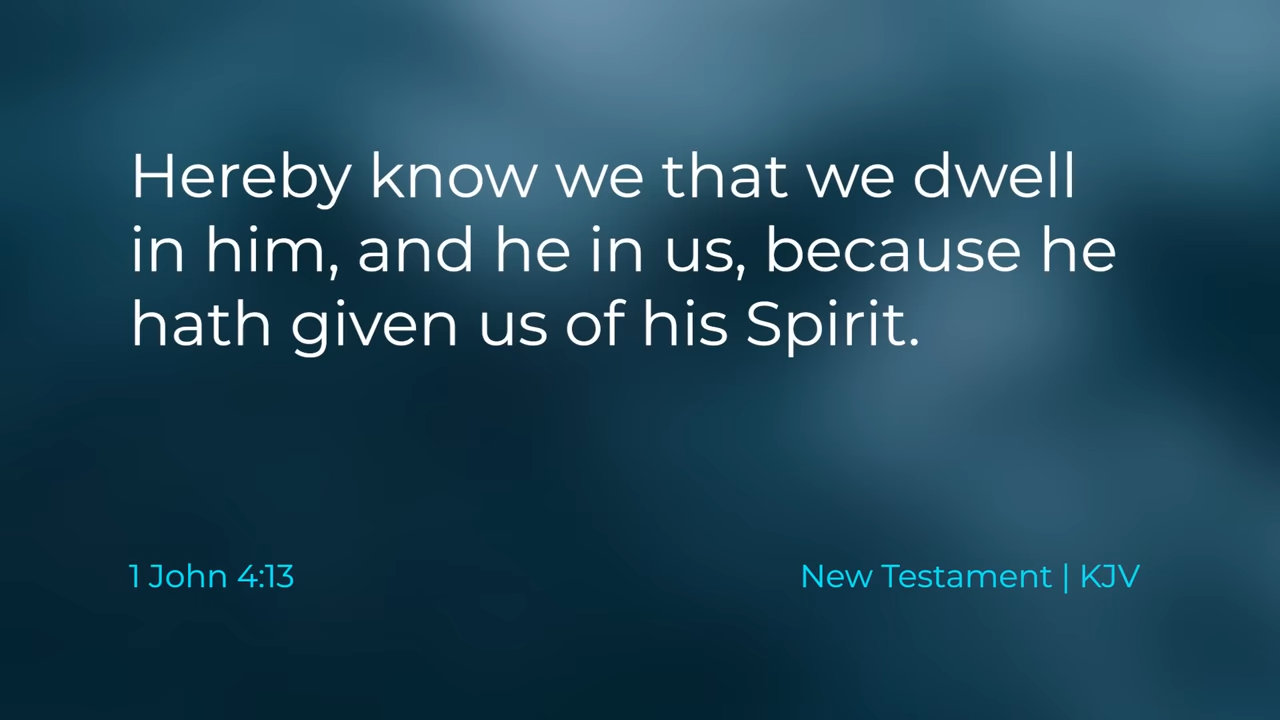 Hereby know we that we dwell
in him, and he in us, because he
hath given us of his Spirit.
1 John 4:13
New Testament | KJV